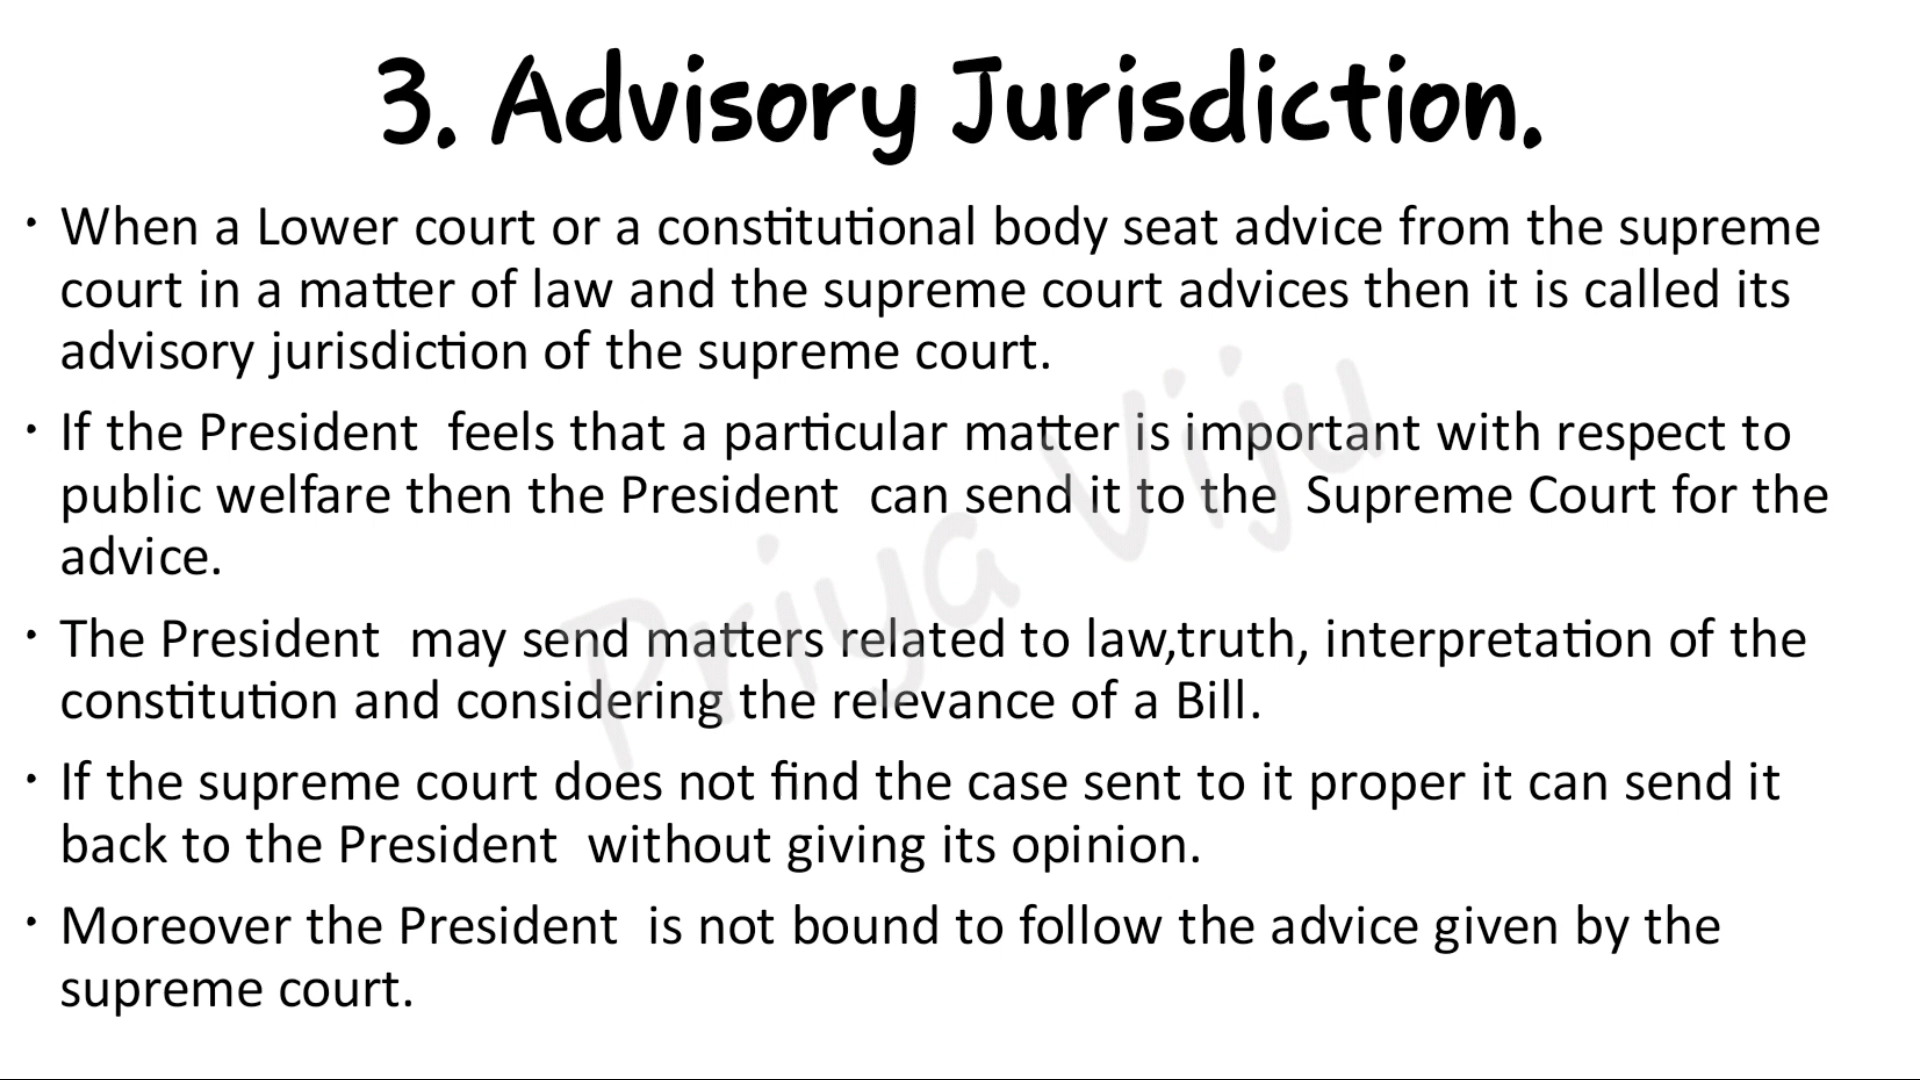 3. Advisory Jurisdiction.
• When a Lower court or a constitutional body seat advice from the supreme
court in a matter of law and the supreme court advices then it is called its
advisory jurisdiction of the supreme court.
• If the President  feels that a particular matter is important with respect to
public welfare then the President  can send it to the  Supreme Court for the
advice.
• The President  may send matters related to law,truth, interpretation of the
constitution and considering the relevance of a Bill.
• If the supreme court does not find the case sent to it proper it can send it
back to the President  without giving its opinion.
• Moreover the President  is not bound to follow the advice given by the
supreme court.
Priya Viju